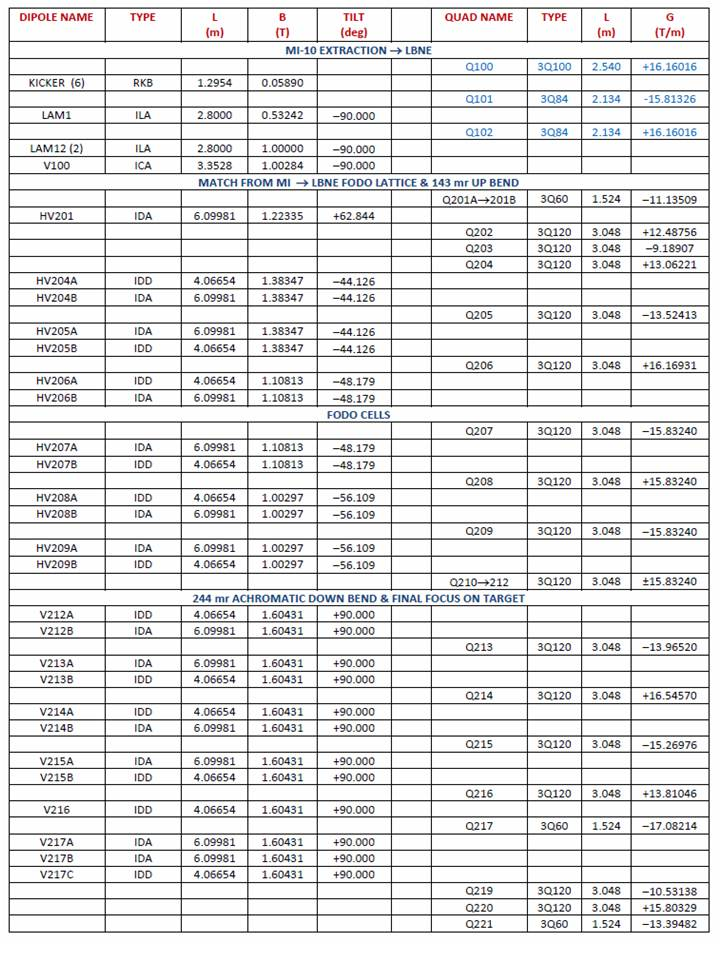 DIPOLE NAME TYPE L (m) B (T) TILT (deg) QUAD NAME TYPE L (m) G (T/m)
MI-10 EXTRACTION → LBNE
Q100 3Q100 2.540 +16.16016
KICKER (6) RKB 1.2954 0.05890
Q101 3Q84 2.134 -15.81326
LAM1 ILA 2.8000 0.53242 −90.000
Q102 3Q84 2.134 +16.16016
LAM12 (2) ILA 2.8000 1.00000 −90.000
V100 ICA 3.3528 1.00284 −90.000
MATCH FROM MI → LBNE FODO LATTICE & 143 mr UP BEND
Q201A→201B 3Q60 1.524 −11.13509
HV201 IDA 6.09981 1.22335 +62.844
Q202 3Q120 3.048 +12.48756
Q203 3Q120 3.048 −9.18907
Q204 3Q120 3.048 +13.06221
HV204A IDD 4.06654 1.38347 −44.126
HV204B IDA 6.09981 1.38347 −44.126
Q205 3Q120 3.048 −13.52413
HV205A IDA 6.09981 1.38347 −44.126
HV205B IDD 4.06654 1.38347 −44.126
Q206 3Q120 3.048 +16.16931
HV206A IDD 4.06654 1.10813 −48.179
HV206B IDA 6.09981 1.10813 −48.179
FODO CELLS
Q207 3Q120 3.048 −15.83240
HV207A IDA 6.09981 1.10813 −48.179
HV207B IDD 4.06654 1.10813 −48.179
Q208 3Q120 3.048 +15.83240
HV208A IDD 4.06654 1.00297 −56.109
HV208B IDA 6.09981 1.00297 −56.109
Q209 3Q120 3.048 −15.83240
HV209A IDA 6.09981 1.00297 −56.109
HV209B IDD 4.06654 1.00297 −56.109
Q210→212 3Q120 3.048 ±15.83240
244 mr ACHROMATIC DOWN BEND & FINAL FOCUS ON TARGET
V212A IDD 4.06654 1.60431 +90.000
V212B IDA 6.09981 1.60431 +90.000
Q213 3Q120 3.048 −13.96520
V213A IDA 6.09981 1.60431 +90.000
V213B IDD 4.06654 1.60431 +90.000
Q214 3Q120 3.048 +16.54570
V214A IDD 4.06654 1.60431 +90.000
V214B IDA 6.09981 1.60431 +90.000
Q215 3Q120 3.048 −15.26976
V215A IDA 6.09981 1.60431 +90.000
V215B IDD 4.06654 1.60431 +90.000
Q216 3Q120 3.048 +13.81046
V216 IDD 4.06654 1.60431 +90.000
Q217 3Q60 1.524 −17.08214
V217A IDA 6.09981 1.60431 +90.000
V217B IDA 6.09981 1.60431 +90.000
V217C IDD 4.06654 1.60431 +90.000
Q219 3Q120 3.048 −10.53138
Q220 3Q120 3.048 +15.80329
Q221 3Q60 1.524 −13.39482